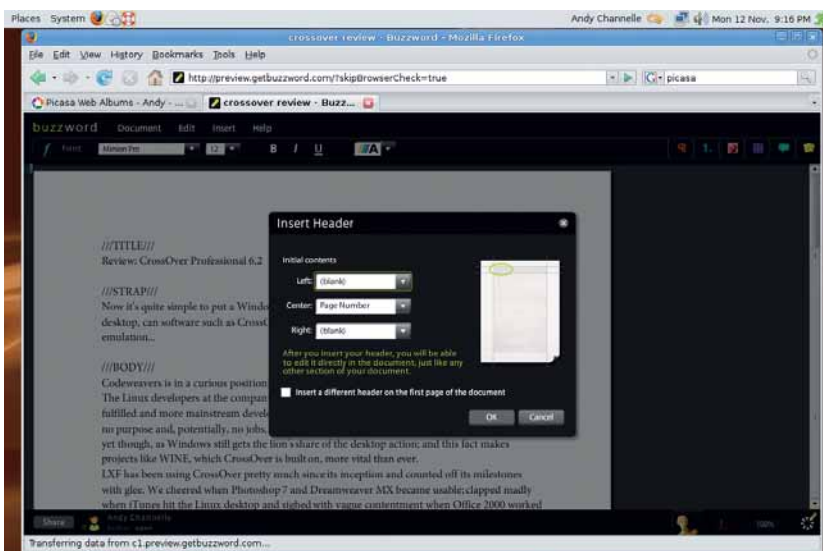 Places System Andy Channelle Mon 12 Nov, 9:16 PM
crossover review - Buzzword - Mozilla Firefox
File Edit View History Bookmarks Tools Help
http://preview.getbuzzword.com/?skipBrowserCheck=true picasa
Picasa Web Albums - Andy - ... crossover review - Buzz...
buzzword Document Edit Insert Help
f Font Minion Pro 12 B I U A 1.
Insert Header
Initial contents
Left: (blank)
Center: Page Number
Right: (blank)
After you insert your header, you will be able
to edit it directly in the document, just like any
other section of your document.
Insert a different header on the first page of the document
OK Cancel
///TITLE///
Review: CrossOver Professional 6.2
///STRAP///
Now it's quite simple to put a Windo
desktop, can software such as CrossO
emulation...
///BODY///
Codeweavers is in a curious position
The Linux developers at the compan
fulfilled and more mainstream devel
no purpose and, potentially, no jobs.
yet though, as Windows still gets the lion's share of the desktop action; and this fact makes
projects like WINE, which CrossOver is built on, more vital than ever.
LXF has been using CrossOver pretty much since its inception and counted off its milestones
with glee. We cheered when Photoshop 7 and Dreamweaver MX became usable; clapped madly
when iTunes hit the Linux desktop and sighed with vague contentment when Office 2000 worked
Share Andy Channelle 100%
Transferring data from c1.preview.getbuzzword.com...